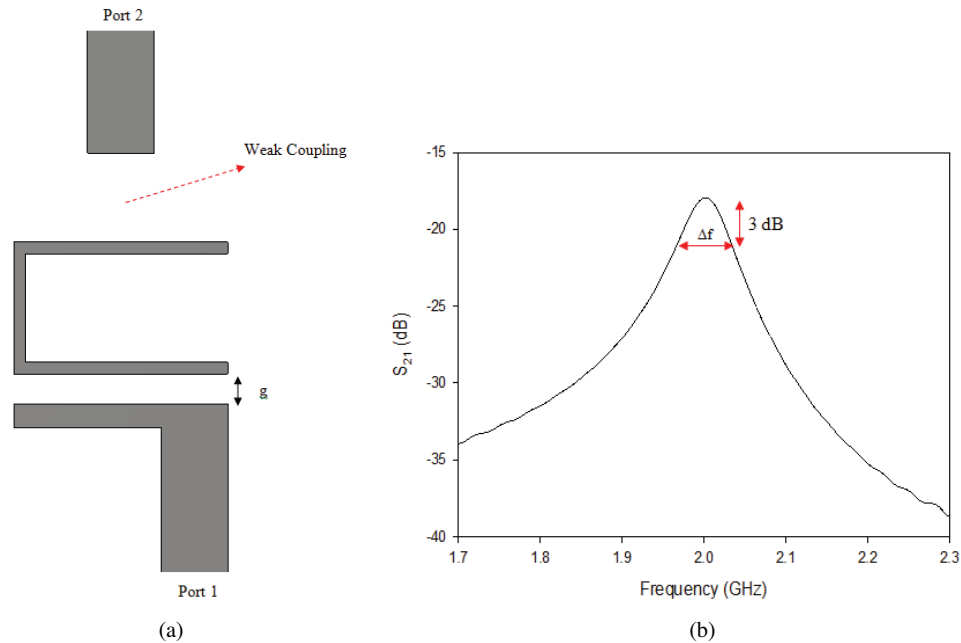 Port 2
Weak Coupling
g
Port 1
(a)
S21 (dB)
-15
-20
-25
-30
-35
-40
Δf
3 dB
1.7 1.8 1.9 2.0 2.1 2.2 2.3
Frequency (GHz)
(b)